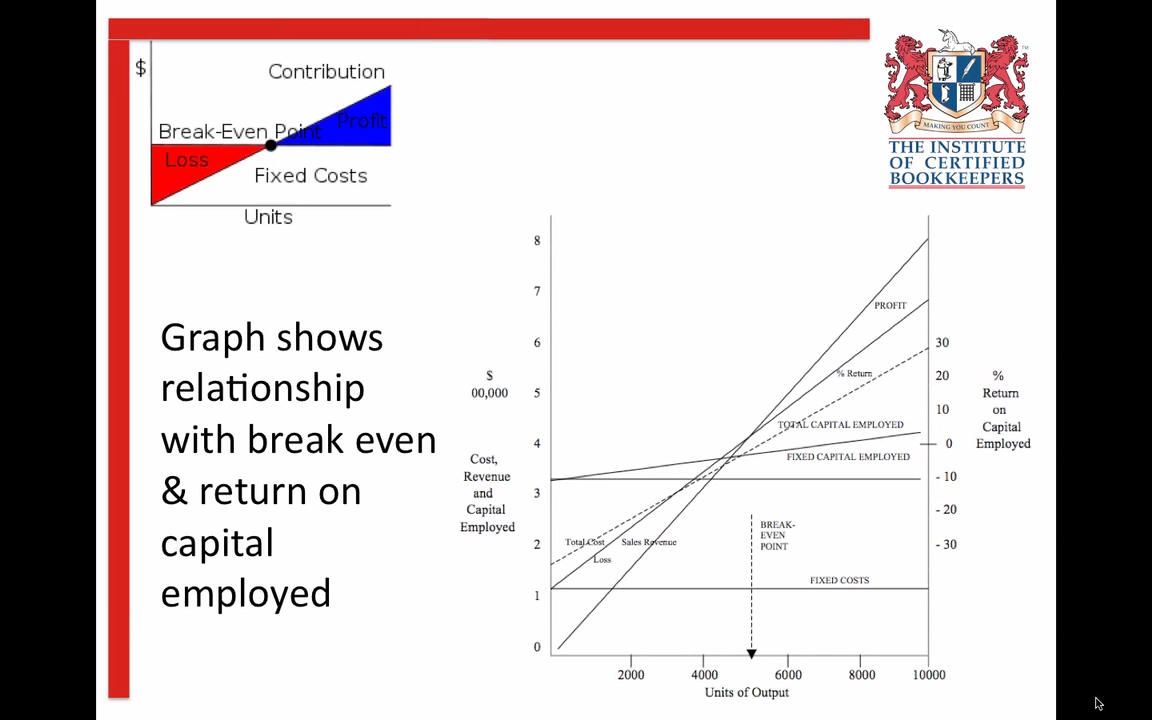 $
Contribution
Break-Even Point
Profit
Loss
Fixed Costs
Units
MAKING YOU COUNT
TM
THE INSTITUTE
OF CERTIFIED
BOOKKEEPERS
Graph shows
relationship
with break even
& return on
capital
employed
$
00,000
Cost,
Revenue
and
Capital
Employed
8
7
6
5
4
3
2
1
0
PROFIT
% Return
TOTAL CAPITAL EMPLOYED
FIXED CAPITAL EMPLOYED
Total Cost
Sales Revenue
Loss
BREAK-
EVEN
POINT
FIXED COSTS
30
20
10
0
- 10
- 20
- 30
%
Return
on
Capital
Employed
2000 4000 6000 8000 10000
Units of Output